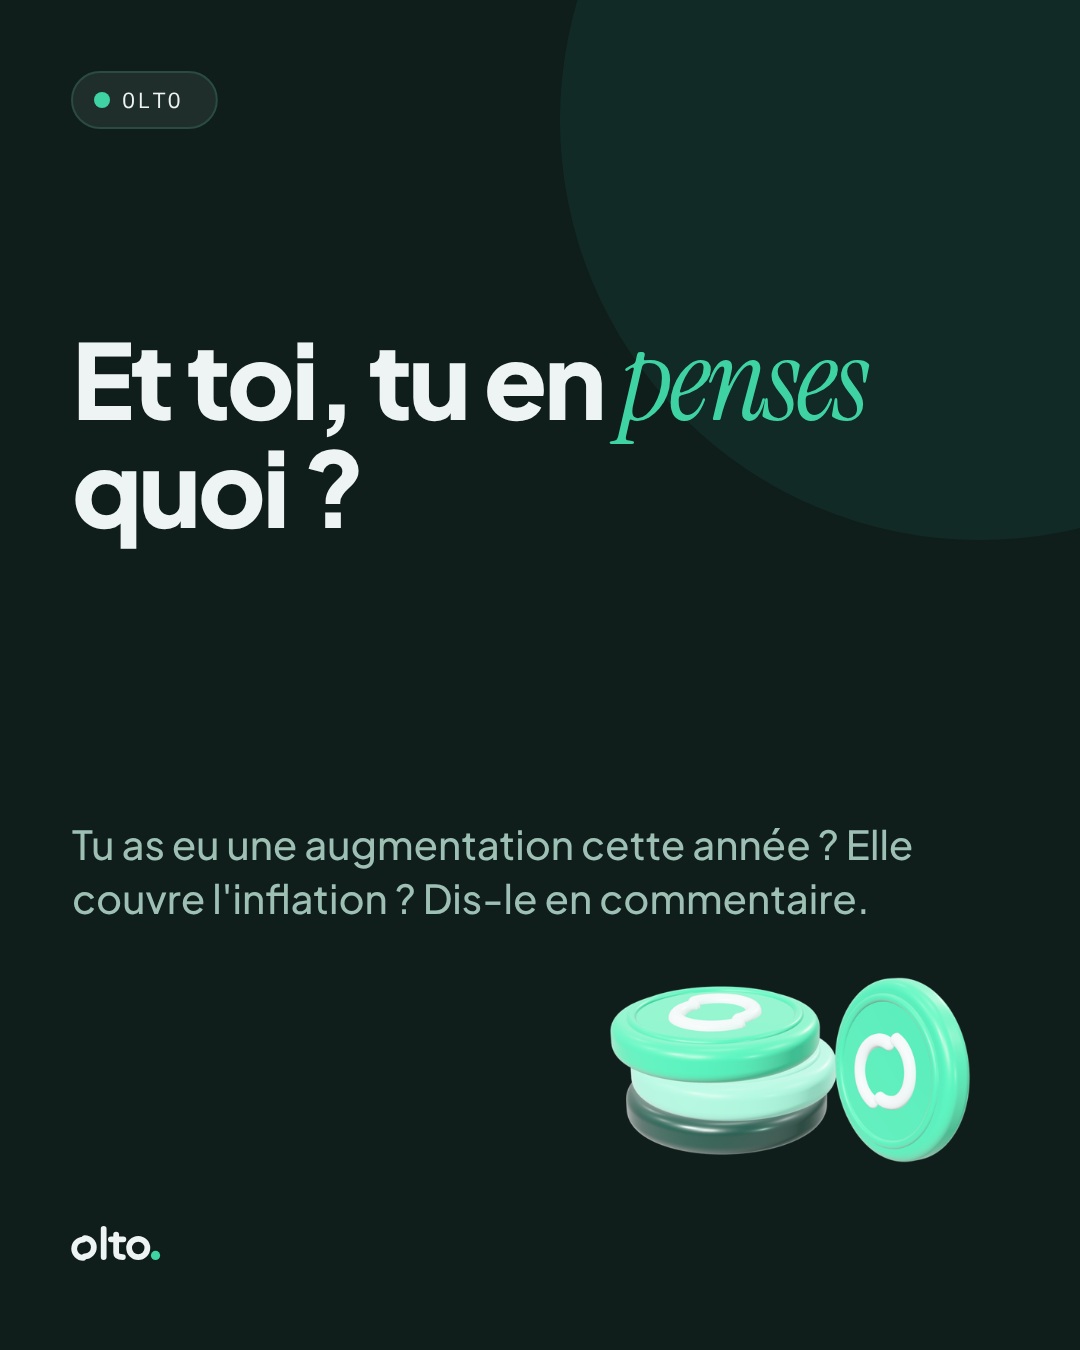 OLTO
Et toi, tu en penses
quoi ?
Tu as eu une augmentation cette année ? Elle
couvre l'inflation ? Dis-le en commentaire.
olto.